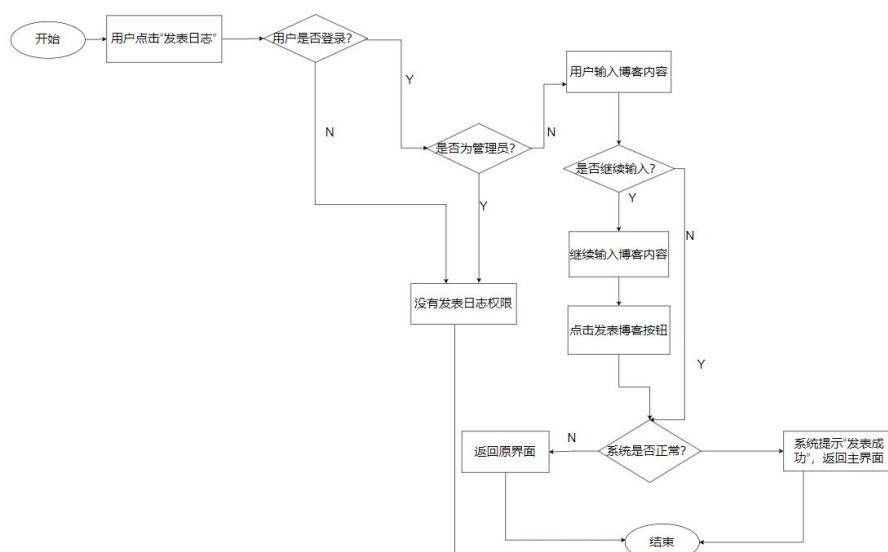 开始
用户点击“发表日志”
用户是否登录？
Y
N
是否为管理员？
N
Y
没有发表日志权限
用户输入博客内容
是否继续输入？
Y
N
继续输入博客内容
点击发表博客按钮
Y
系统是否正常？
N
返回原界面
系统提示“发表成
功”，返回主界面
结束